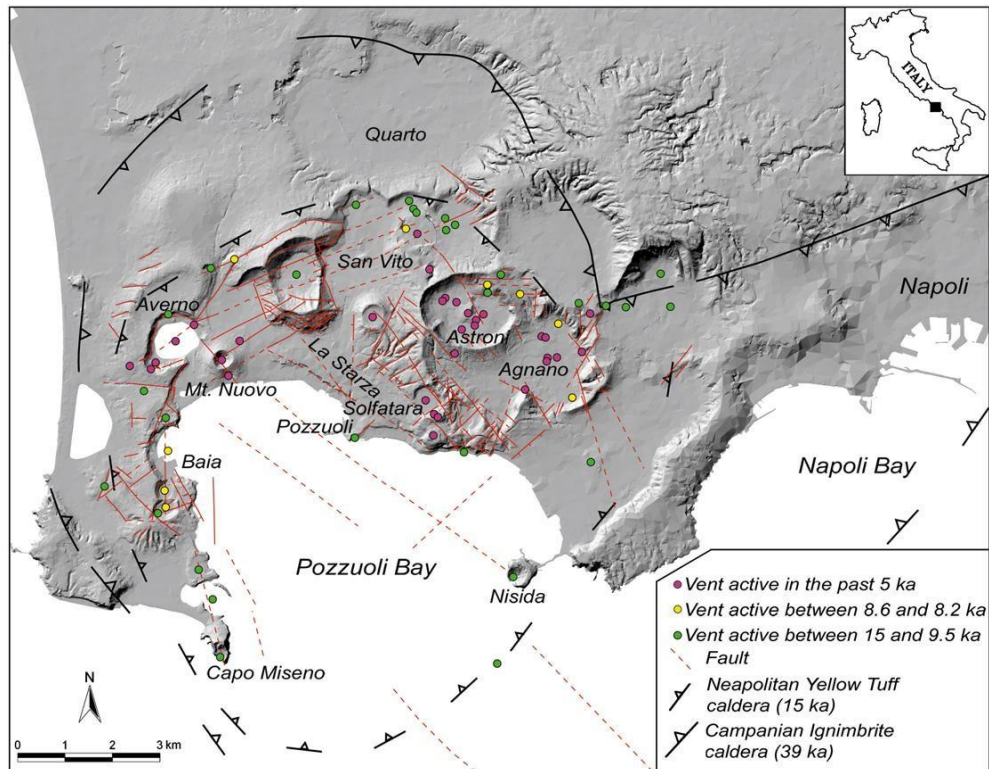 ITALY
Quarto
San Vito
Napoli
Averno
Astroni
Agnano
La Starza
Mt. Nuovo
Solfatara
Pozzuoli
Baia
Napoli Bay
Pozzuoli Bay
Nisida
Capo Miseno
Vent active in the past 5 ka
Vent active between 8.6 and 8.2 ka
Vent active between 15 and 9.5 ka
Fault
Neapolitan Yellow Tuff
caldera (15 ka)
Campanian Ignimbrite
caldera (39 ka)
N
0 1 2 3 km